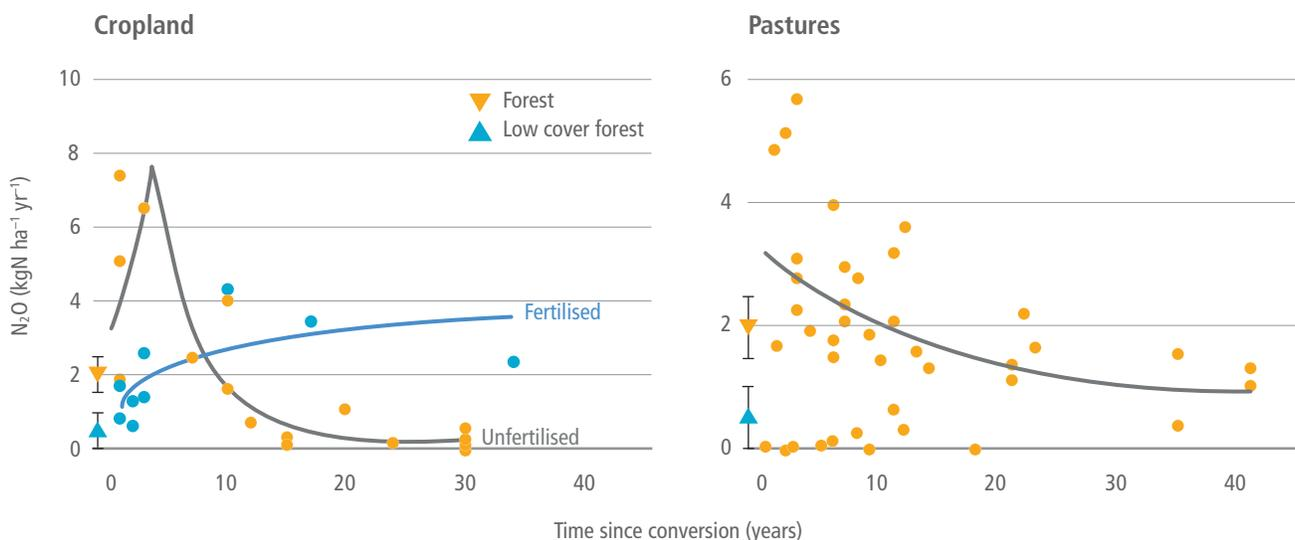 Cropland
Pastures
N₂O (kgN ha⁻¹ yr⁻¹)
10
8
6
4
2
0
Forest
Low cover forest
Fertilised
Unfertilised
0 10 20 30 40
6
4
2
0
0 10 20 30 40
Time since conversion (years)